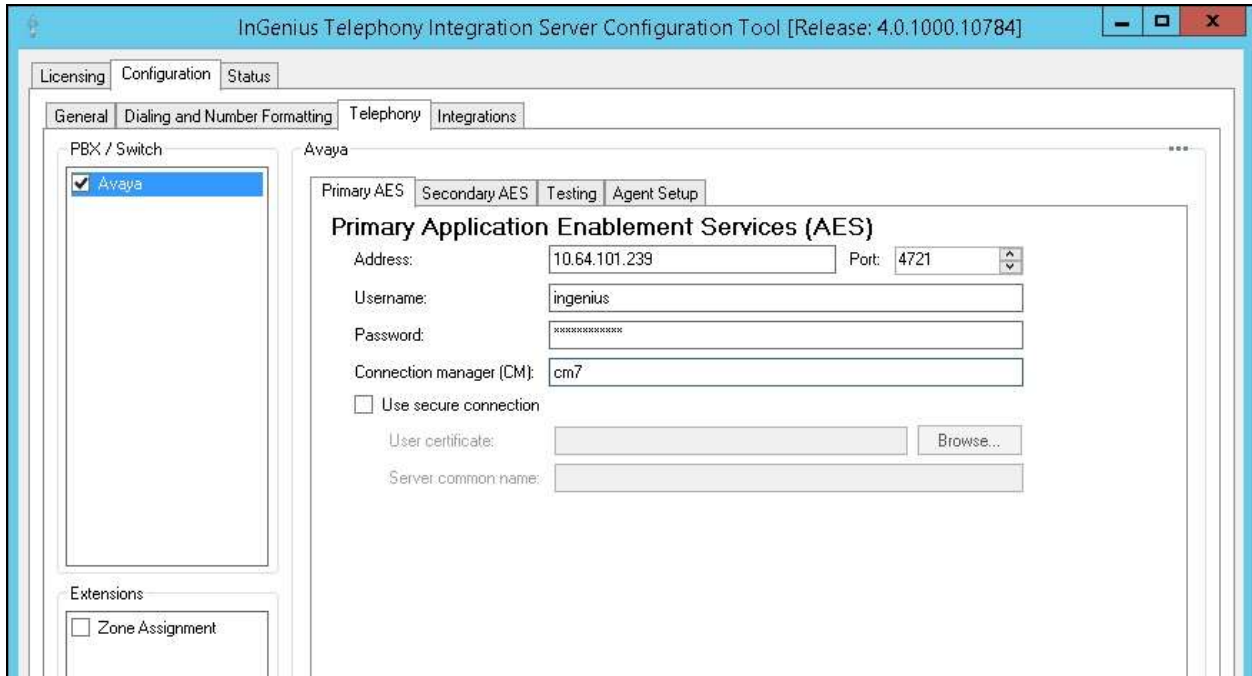 InGenius Telephony Integration Server Configuration Tool [Release: 4.0.1000.10784]
Licensing Configuration Status
General Dialing and Number Formatting Telephony Integrations
PBX / Switch
Avaya
Avaya
Primary AES Secondary AES Testing Agent Setup
Primary Application Enablement Services (AES)
Address: 10.64.101.239 Port: 4721
Username: ingenius
Password: ************
Connection manager (CM): cm7
Use secure connection
User certificate: Browse...
Server common name:
Extensions
Zone Assignment